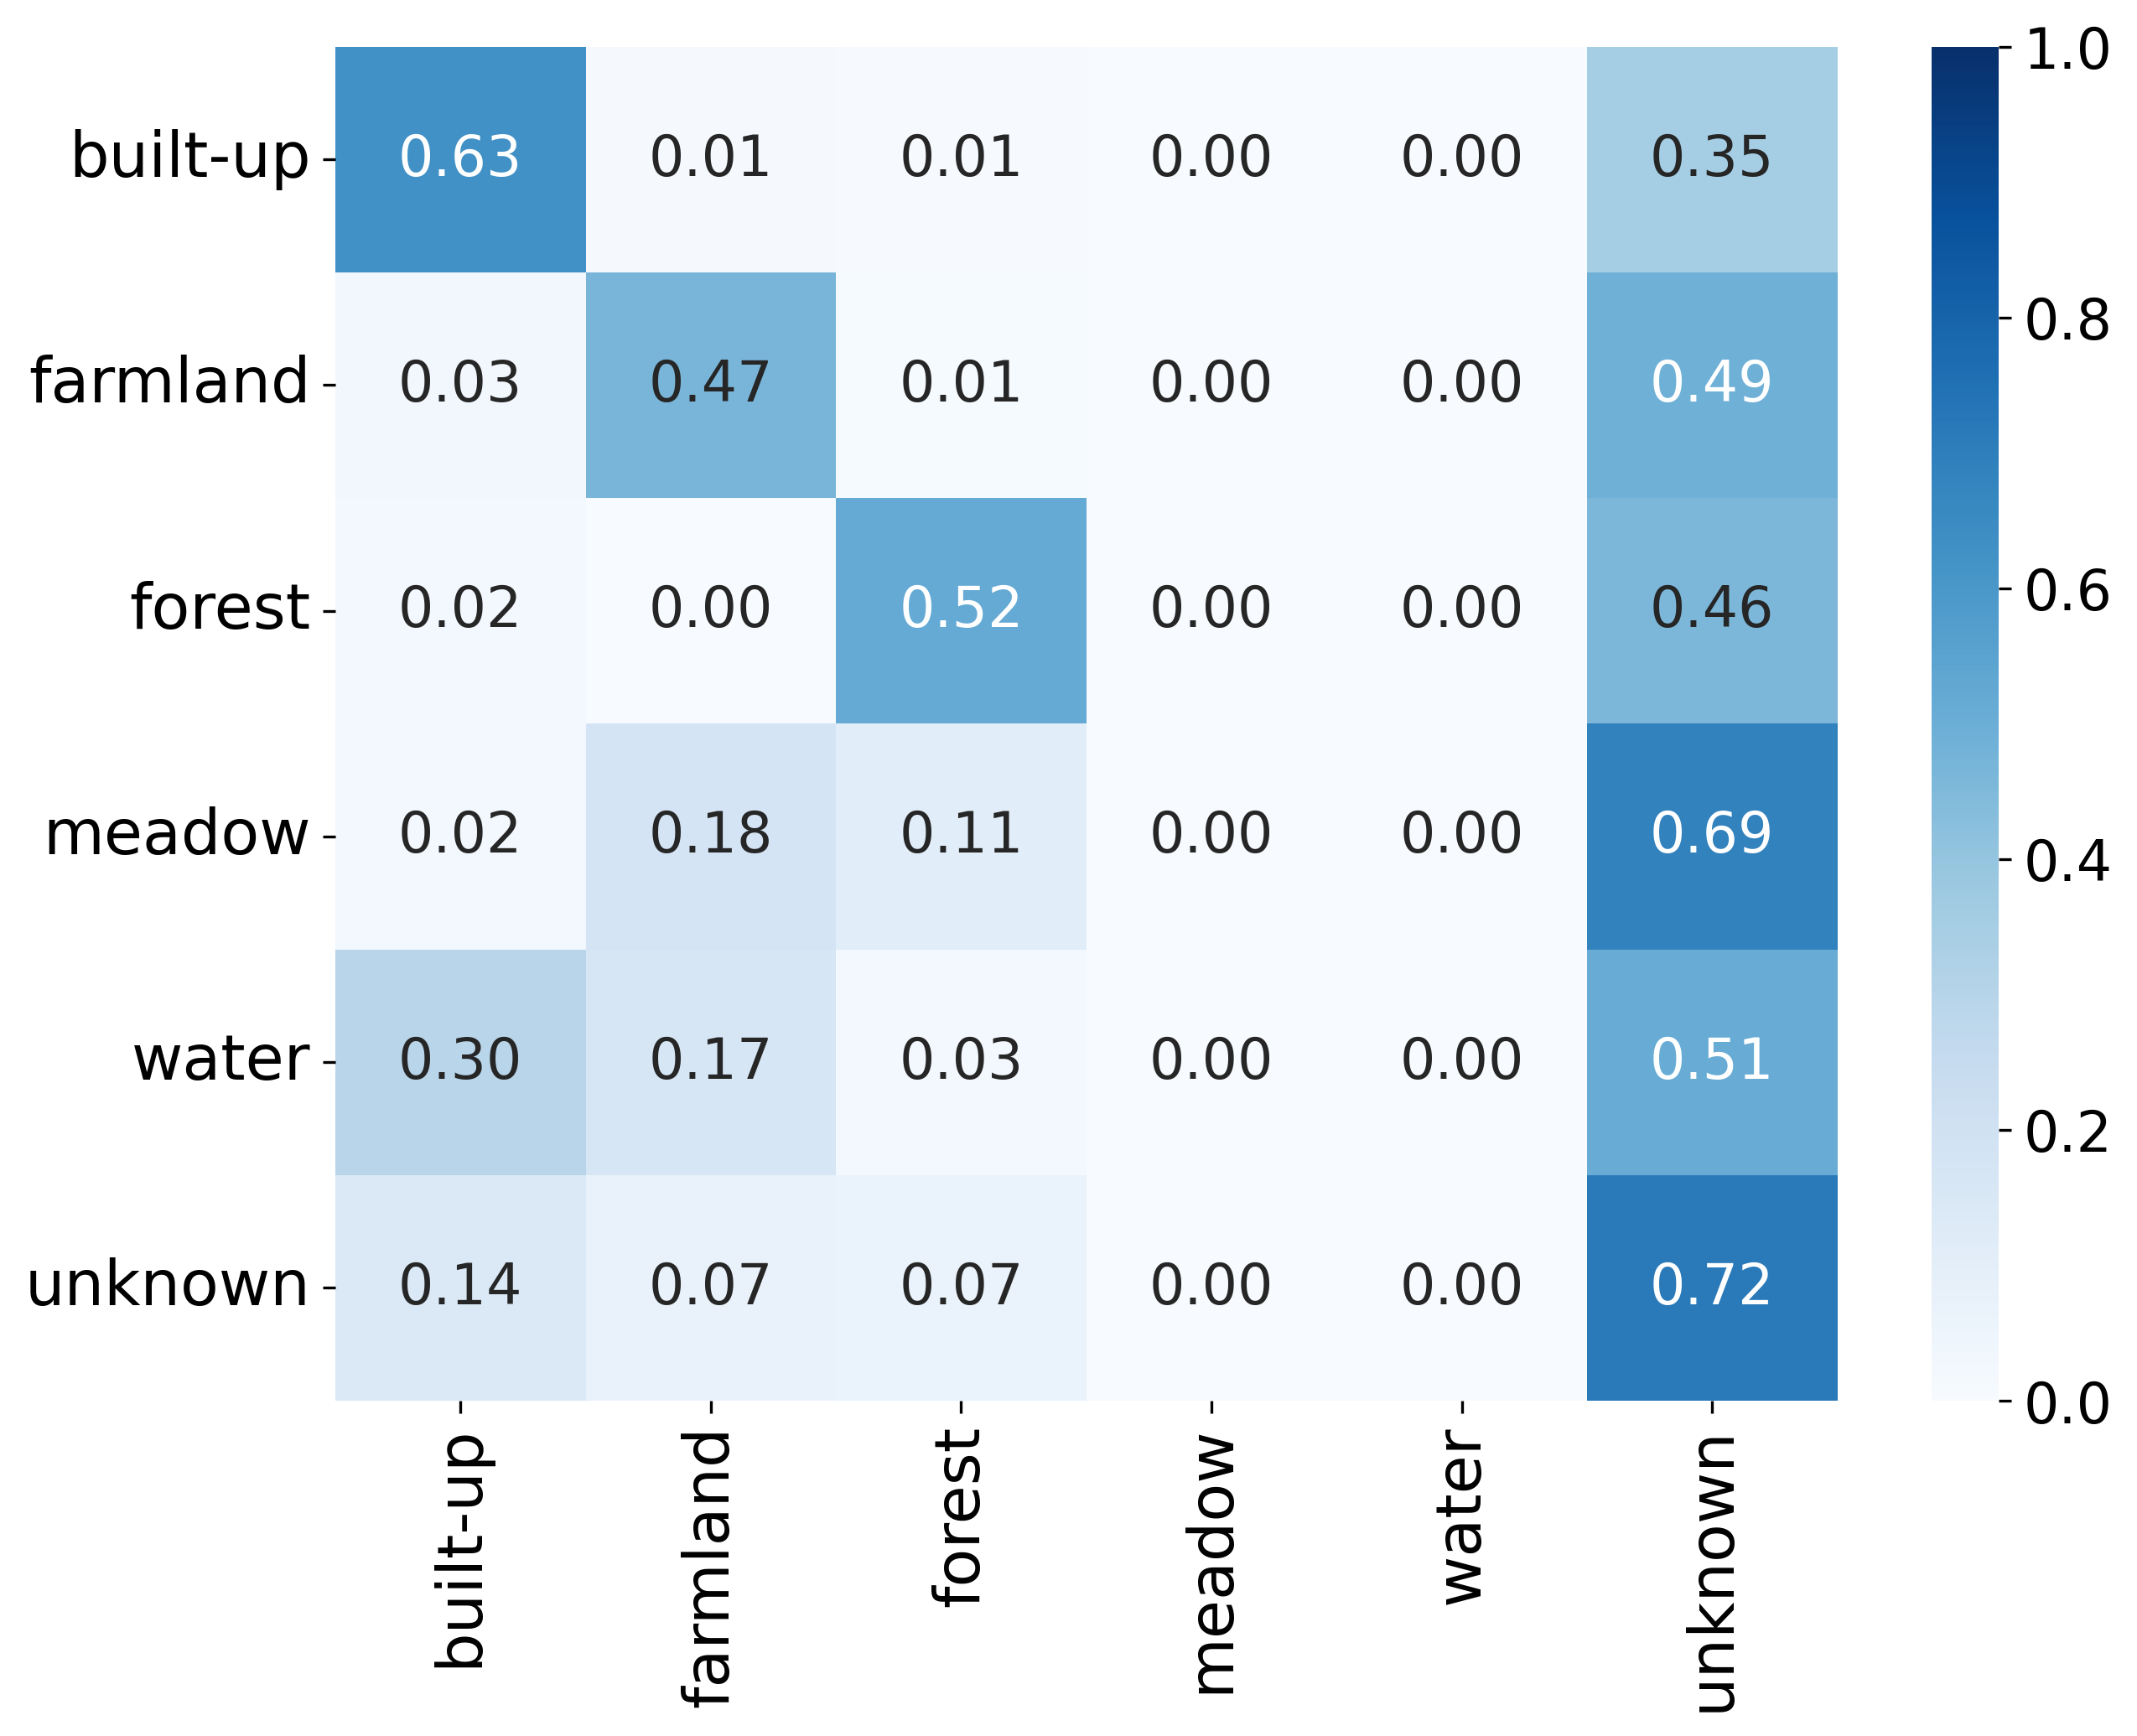 built-up 0.63 0.01 0.01 0.00 0.00 0.35
farmland 0.03 0.47 0.01 0.00 0.00 0.49
forest 0.02 0.00 0.52 0.00 0.00 0.46
meadow 0.02 0.18 0.11 0.00 0.00 0.69
water 0.30 0.17 0.03 0.00 0.00 0.51
unknown 0.14 0.07 0.07 0.00 0.00 0.72
built-up
farmland
forest
meadow
water
unknown
1.0
0.8
0.6
0.4
0.2
0.0